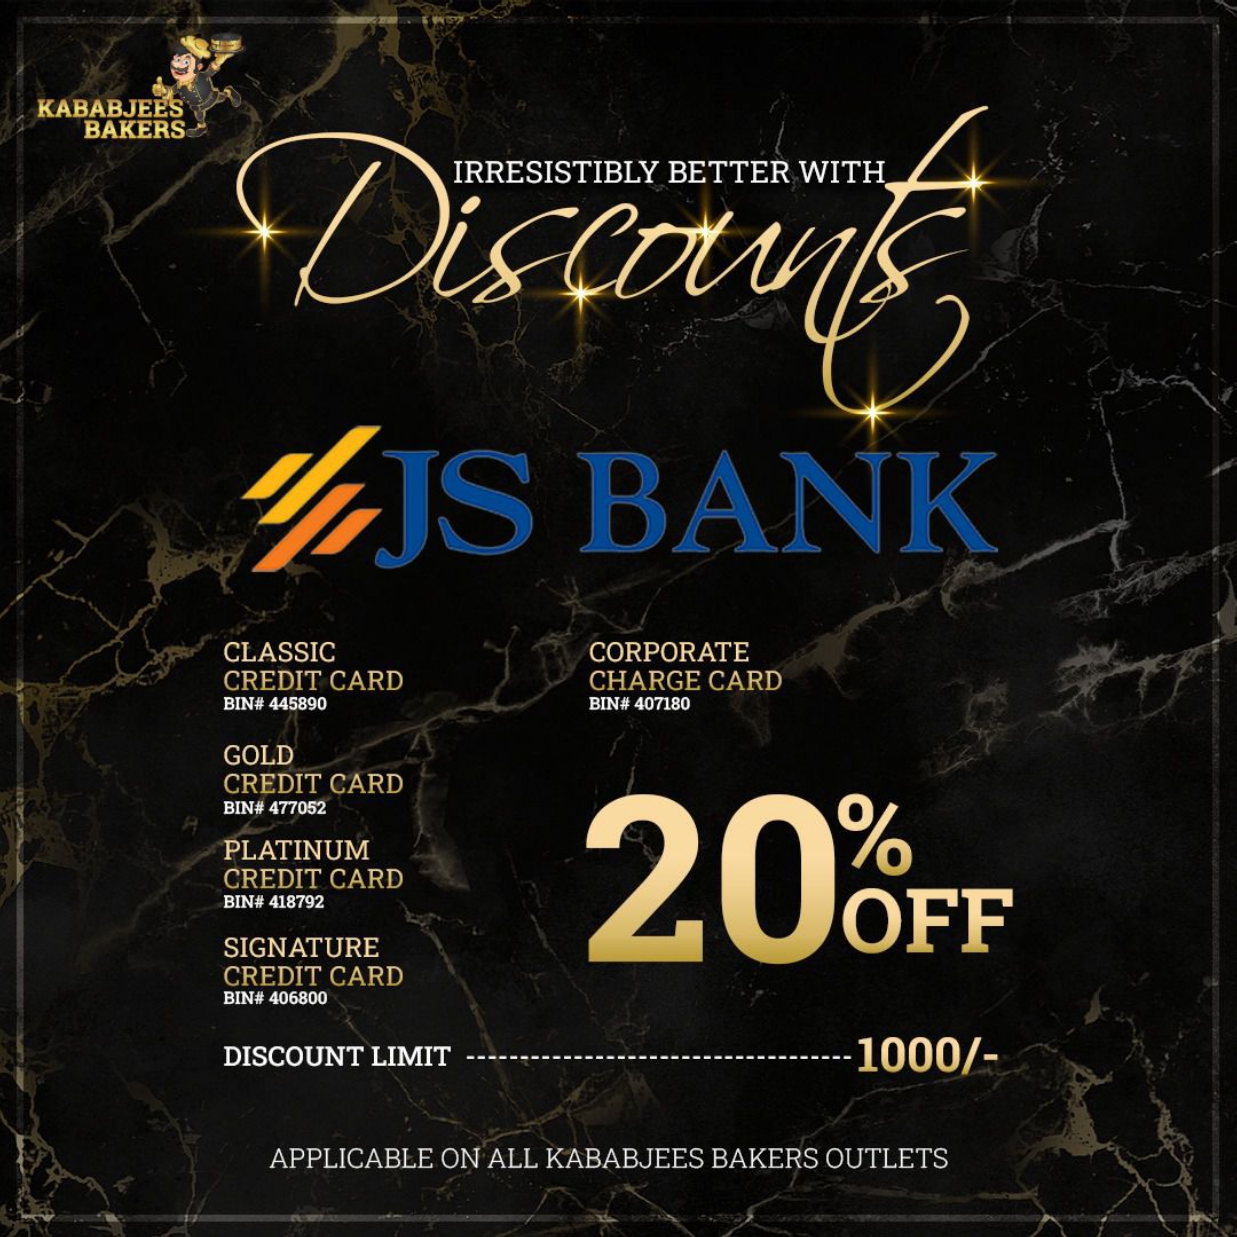 KABABJEES
BAKERS
IRRESISTIBLY BETTER WITH
Discounts
JS BANK
CLASSIC
CREDIT CARD
BIN# 445890
GOLD
CREDIT CARD
BIN# 477052
PLATINUM
CREDIT CARD
BIN# 418792
SIGNATURE
CREDIT CARD
BIN# 406800
CORPORATE
CHARGE CARD
BIN# 407180
20%
OFF
DISCOUNT LIMIT ----------------------------------- 1000/-
APPLICABLE ON ALL KABABJEES BAKERS OUTLETS